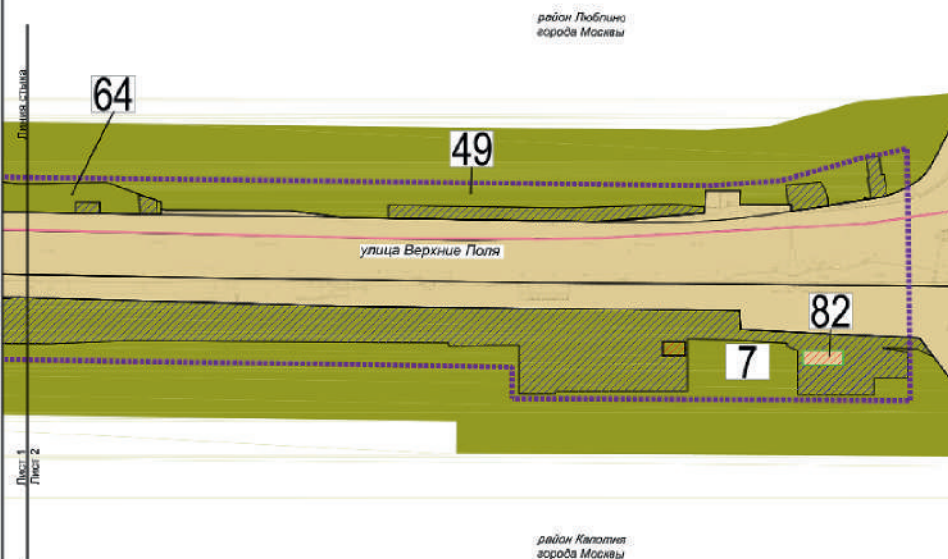 район Люблино
города Москвы
Линия стыка
64
49
улица Верхние Поля
82
7
Лист 1
Лист 2
район Капотня
города Москвы